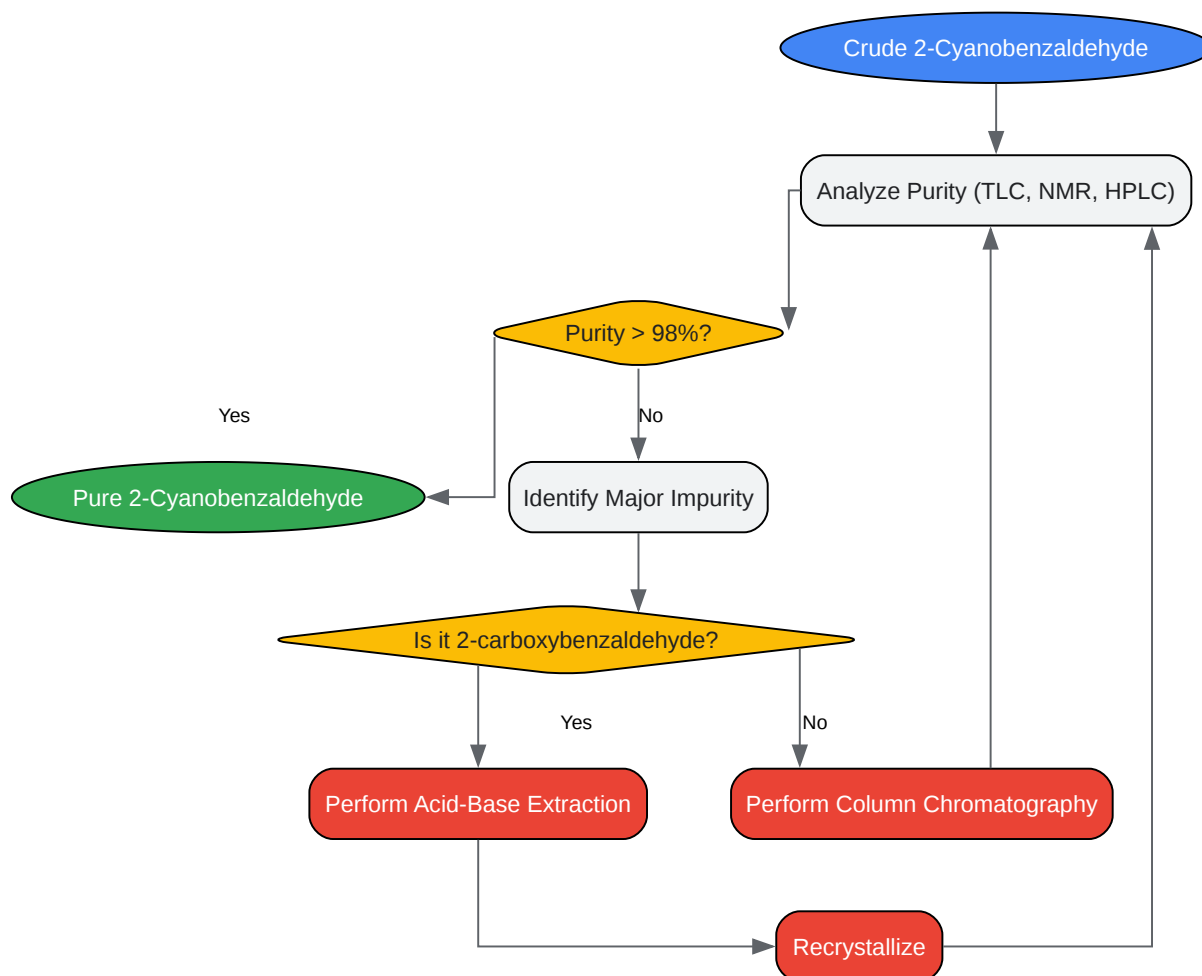 Crude 2-Cyanobenzaldehyde
Analyze Purity (TLC, NMR, HPLC)
Purity > 98%?
Yes
No
Pure 2-Cyanobenzaldehyde
Identify Major Impurity
Is it 2-carboxybenzaldehyde?
Yes
No
Perform Acid-Base Extraction
Perform Column Chromatography
Recrystallize